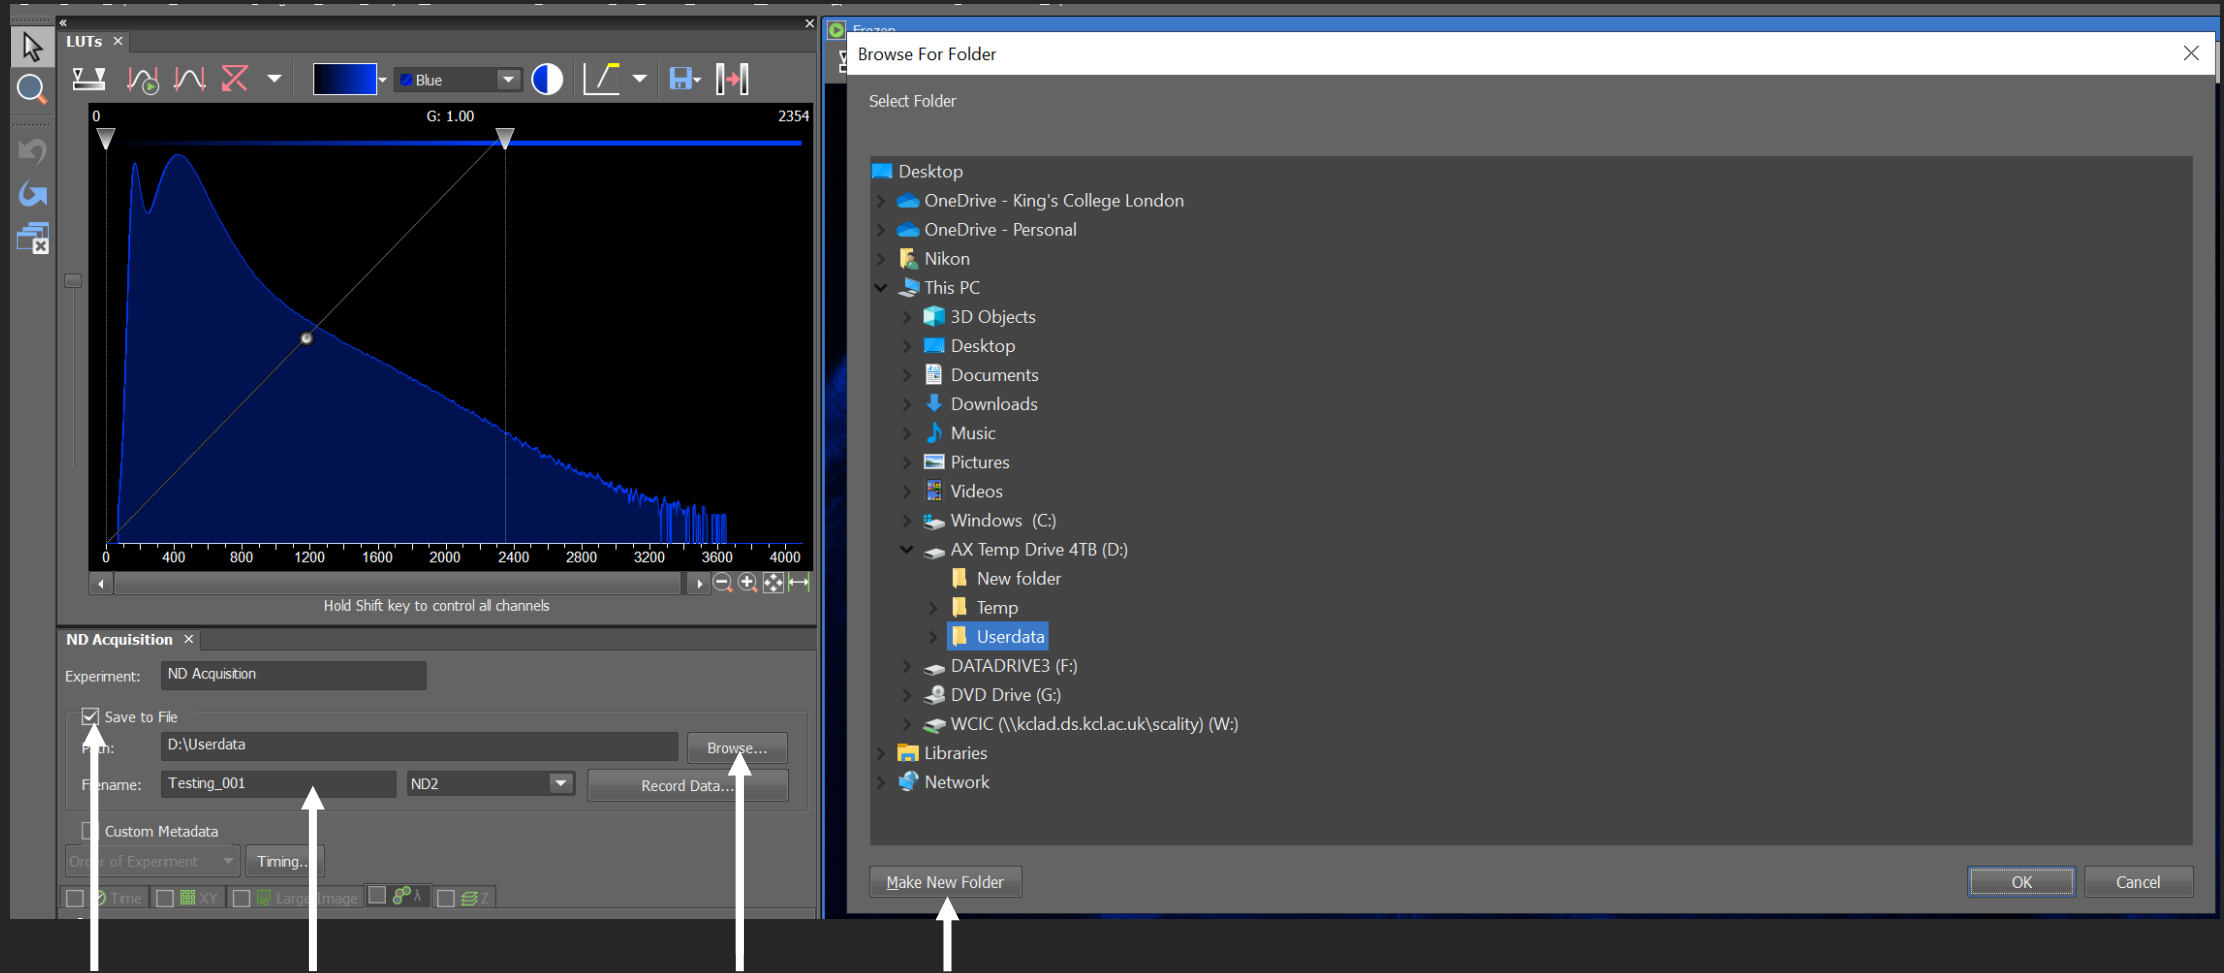 LUTs
Blue
0 G: 1.00 2354
0 400 800 1200 1600 2000 2400 2800 3200 3600 4000
Hold Shift key to control all channels
ND Acquisition
Experiment: ND Acquisition
Save to File
D:\Userdata Browse...
Testing_001 ND2 Record Data...
Custom Metadata
Order of Experiment Timing...
Time XY Large Image λ Z
Frozen
Browse For Folder
Select Folder
Desktop
OneDrive - King's College London
OneDrive - Personal
Nikon
This PC
3D Objects
Desktop
Documents
Downloads
Music
Pictures
Videos
Windows (C:)
AX Temp Drive 4TB (D:)
New folder
Temp
Userdata
DATADRIVE3 (F:)
DVD Drive (G:)
WCIC (\\kclad.ds.kcl.ac.uk\scality) (W:)
Libraries
Network
Make New Folder OK Cancel